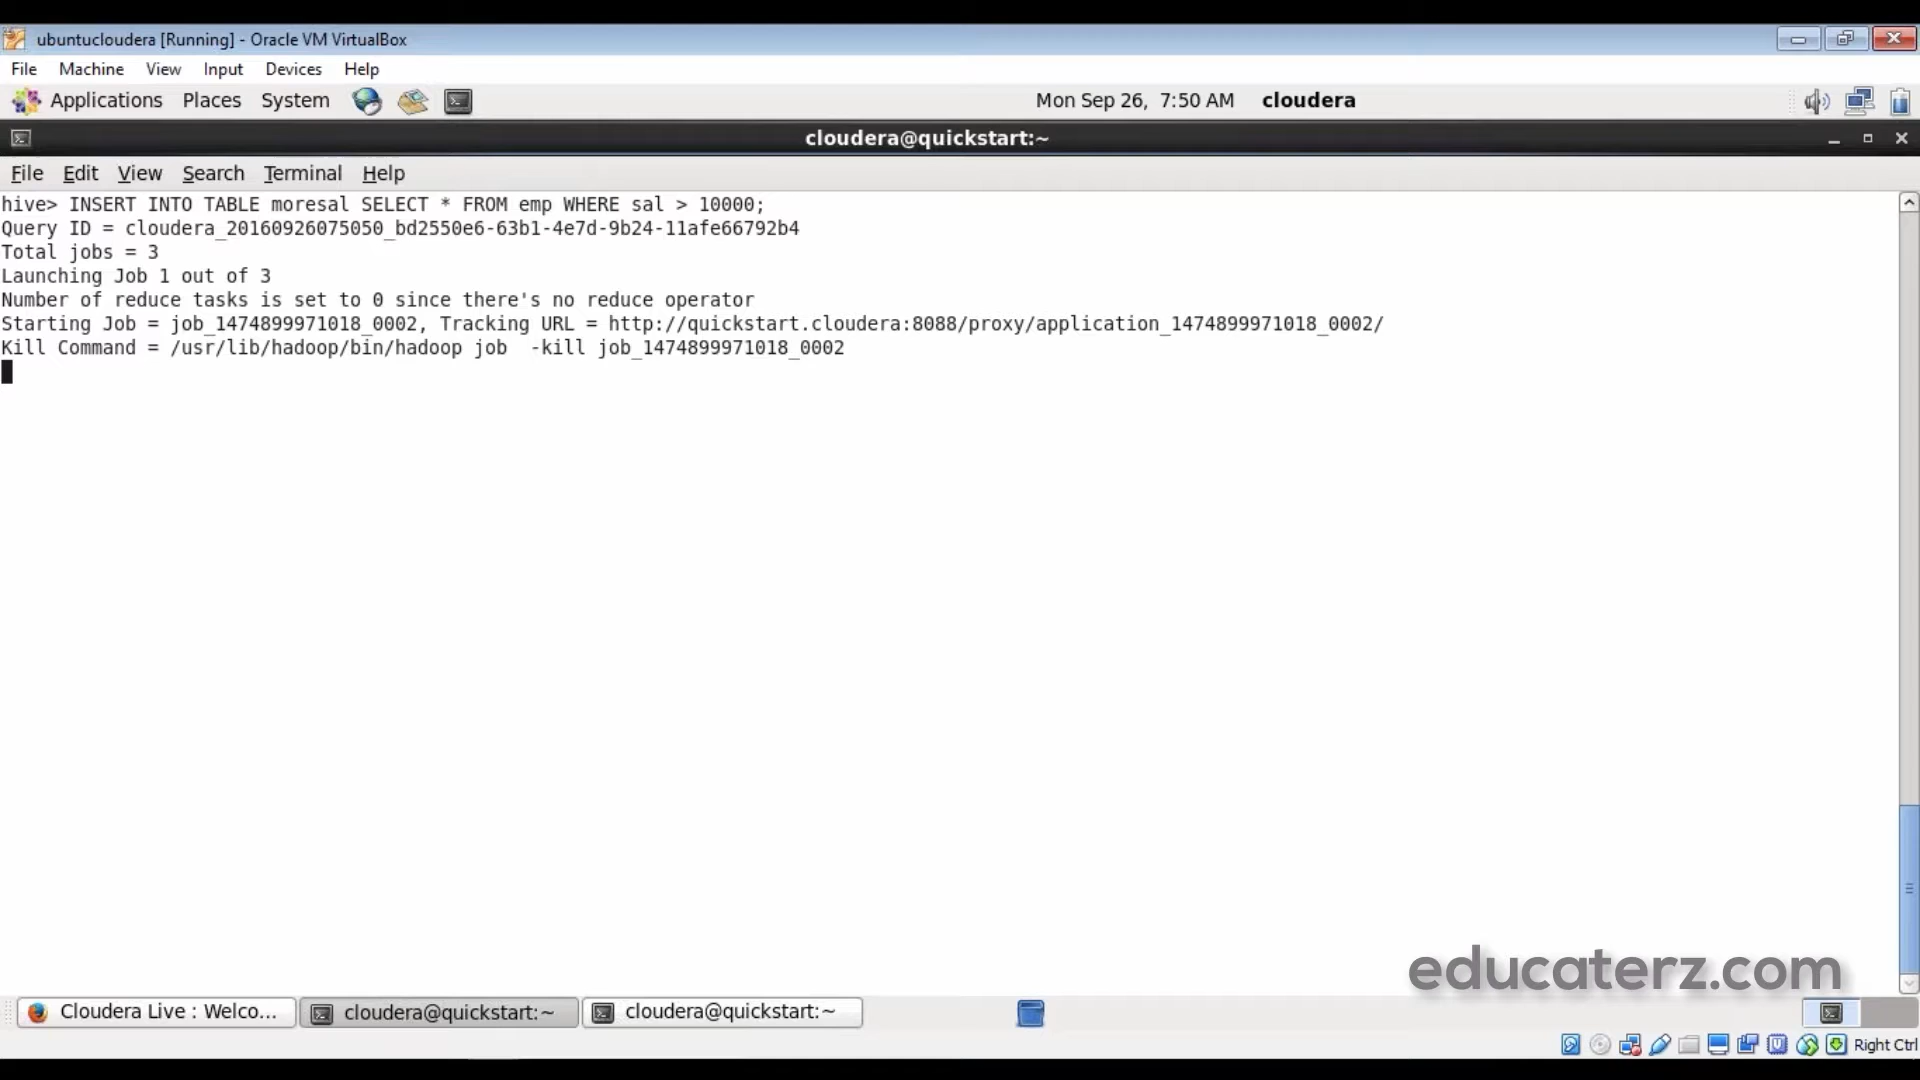 ubuntucloudera [Running] - Oracle VM VirtualBox
File Machine View Input Devices Help
Applications Places System Mon Sep 26, 7:50 AM cloudera
cloudera@quickstart:~
File Edit View Search Terminal Help
hive> INSERT INTO TABLE moresal SELECT * FROM emp WHERE sal > 10000;
Query ID = cloudera_20160926075050_bd2550e6-63b1-4e7d-9b24-11afe66792b4
Total jobs = 3
Launching Job 1 out of 3
Number of reduce tasks is set to 0 since there's no reduce operator
Starting Job = job_1474899971018_0002, Tracking URL = http://quickstart.cloudera:8088/proxy/application_1474899971018_0002/
Kill Command = /usr/lib/hadoop/bin/hadoop job  -kill job_1474899971018_0002
educaterz.com
Cloudera Live : Welco... cloudera@quickstart:~ cloudera@quickstart:~
Right Ctrl